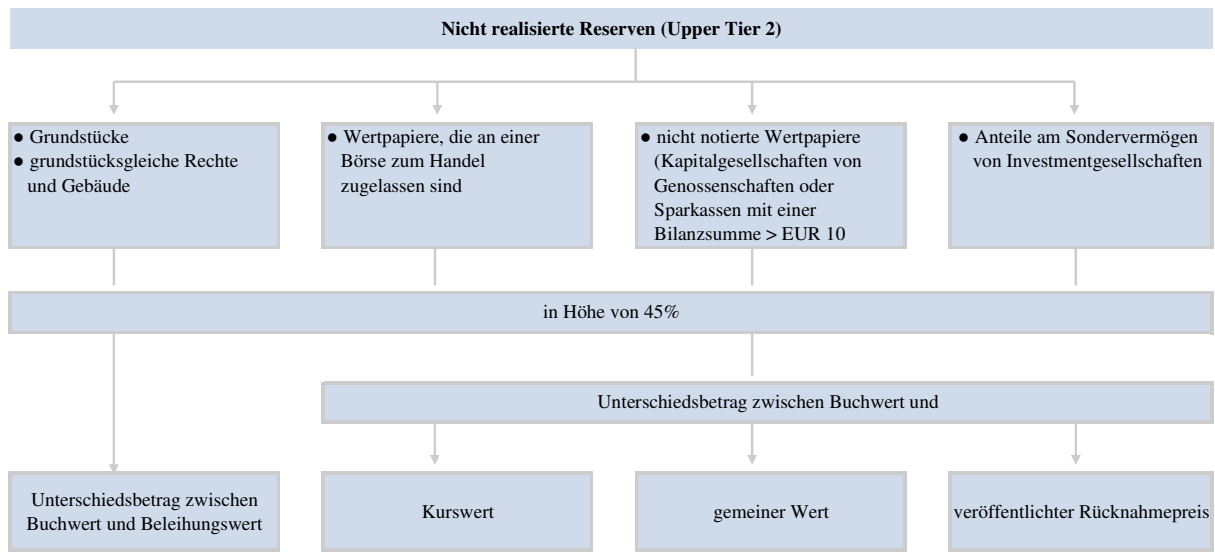 Nicht realisierte Reserven (Upper Tier 2)
● Grundstücke
● grundstücksgleiche Rechte
und Gebäude
● Wertpapiere, die an einer
Börse zum Handel
zugelassen sind
● nicht notierte Wertpapiere
(Kapitalgesellschaften von
Genossenschaften oder
Sparkassen mit einer
Bilanzsumme > EUR 10
● Anteile am Sondervermögen
von Investmentgesellschaften
in Höhe von 45%
Unterschiedsbetrag zwischen Buchwert und
Unterschiedsbetrag zwischen
Buchwert und Beleihungswert
Kurswert
gemeiner Wert
veröffentlichter Rücknahmepreis